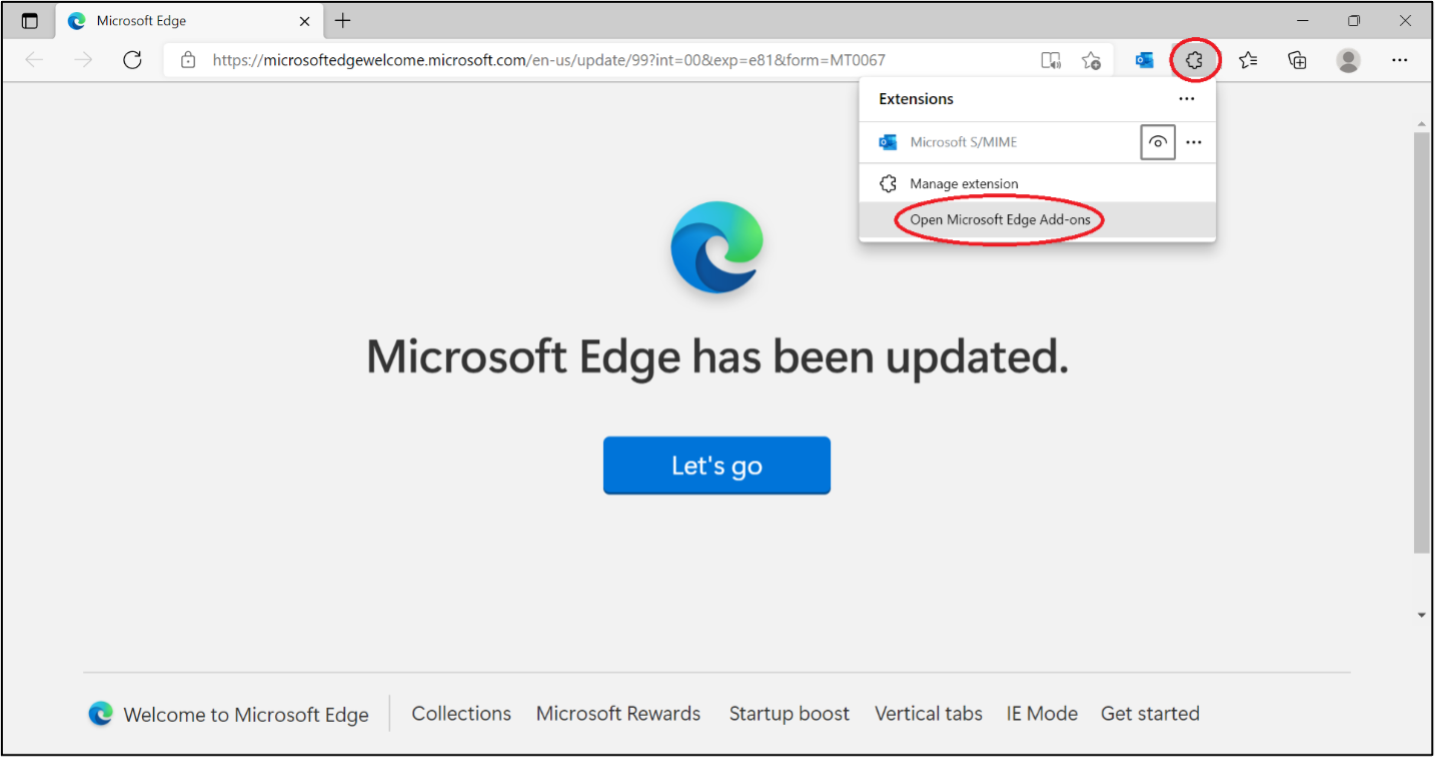 Microsoft Edge
https://microsoftedgewelcome.microsoft.com/en-us/update/99?int=00&exp=e81&form=MT0067
Extensions
Microsoft S/MIME
Manage extension
Open Microsoft Edge Add-ons
Microsoft Edge has been updated.
Let's go
Welcome to Microsoft Edge Collections Microsoft Rewards Startup boost Vertical tabs IE Mode Get started